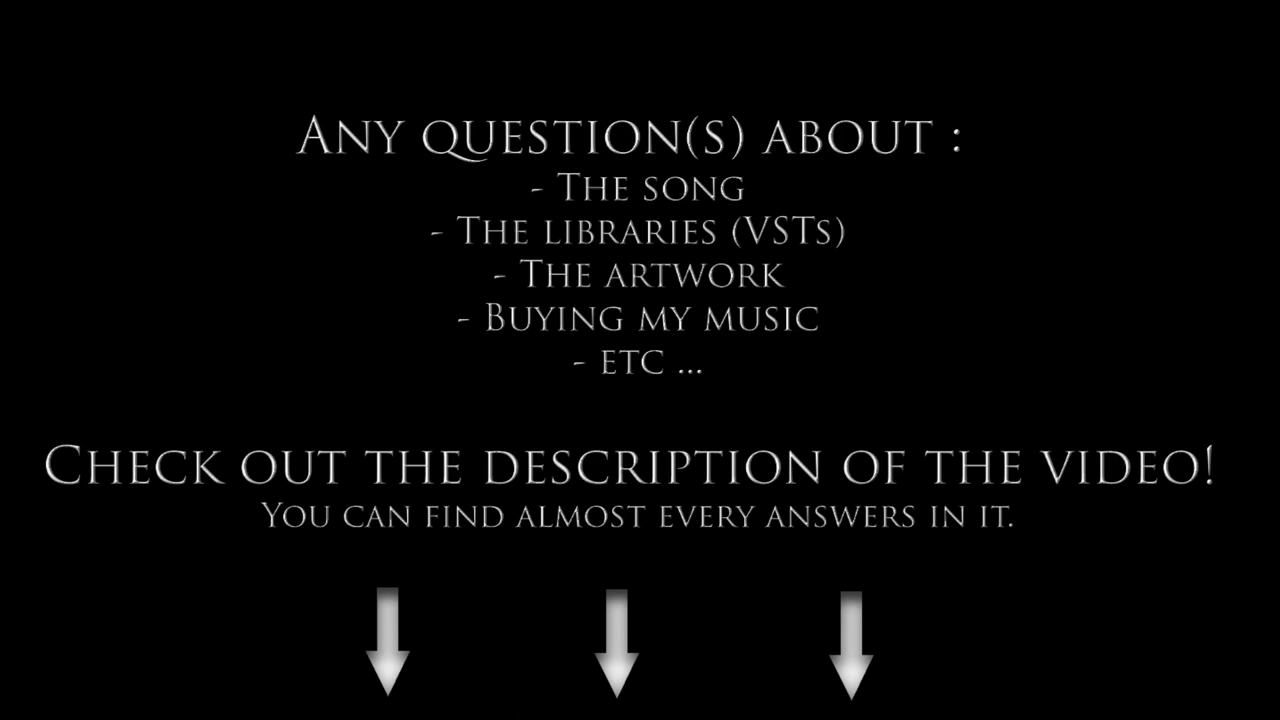 Any question(s) about :
- The song
- The libraries (VSTs)
- The artwork
- Buying my music
- etc ...
Check out the description of the video!
You can find almost every answers in it.